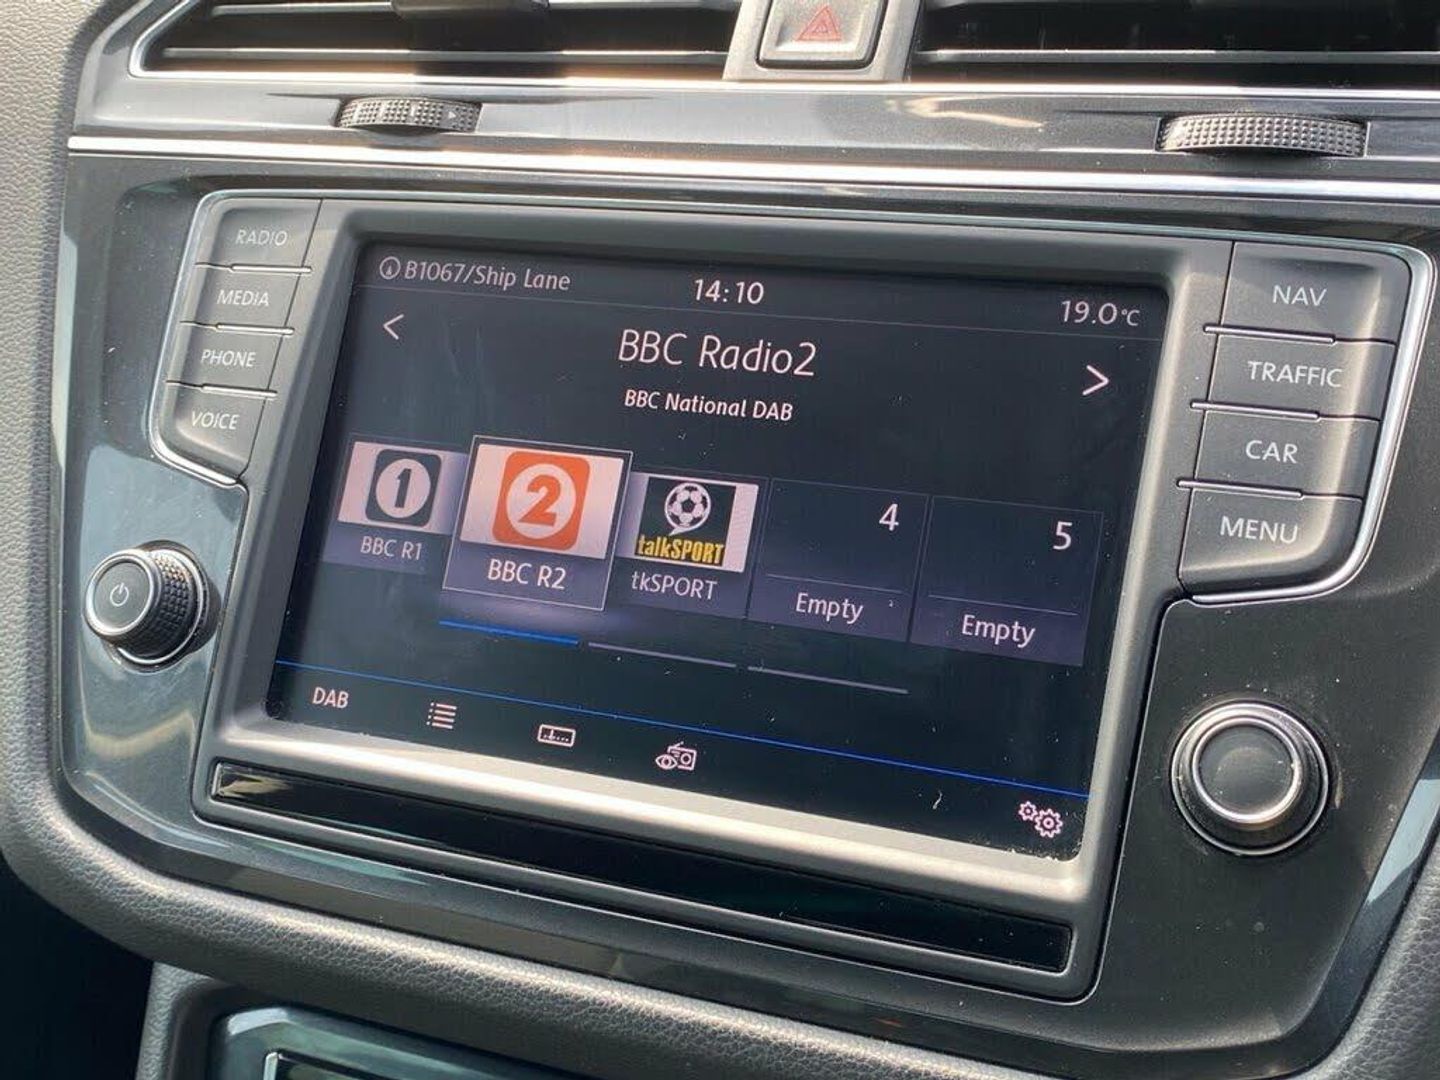 RADIO
MEDIA
PHONE
VOICE
B1067/Ship Lane
14:10
19.0°C
<
BBC Radio2
>
BBC National DAB
1
BBC R1
2
BBC R2
talkSPORT
tkSPORT
4
Empty
5
Empty
DAB
NAV
TRAFFIC
CAR
MENU